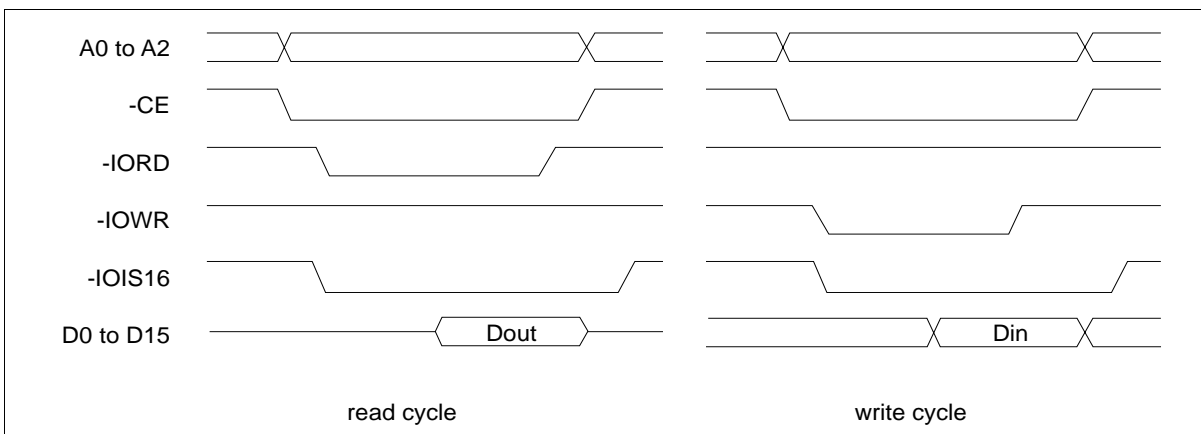 A0 to A2
-CE
-IORD
-IOWR
-IOIS16
D0 to D15 Dout Din
read cycle write cycle